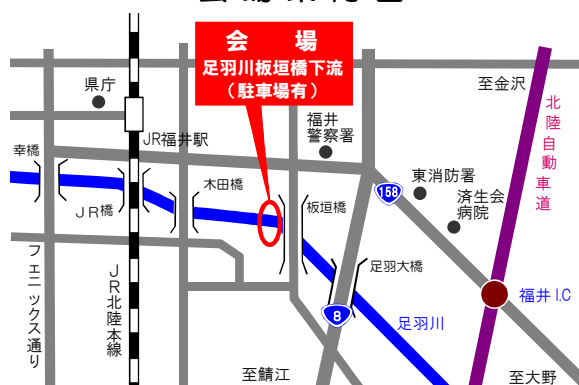 会　場
足羽川板垣橋下流
（駐車場有）
県庁
至金沢
北陸自動車道
JR福井駅
福井
警察署
幸橋
木田橋
東消防署
158
済生会
病院
JR橋
板垣橋
フェニックス通り
JR北陸本線
足羽大橋
福井 I.C
8
足羽川
至鯖江
至大野